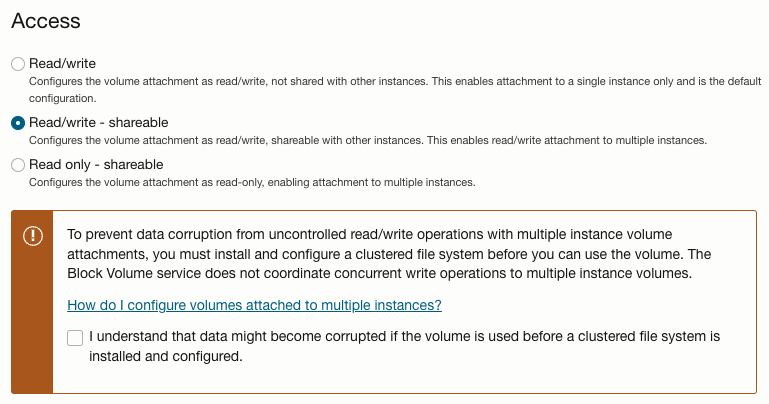 Access
Read/write
Configures the volume attachment as read/write, not shared with other instances. This enables attachment to a single instance only and is the default
configuration.
Read/write - shareable
Configures the volume attachment as read/write, shareable with other instances. This enables read/write attachment to multiple instances.
Read only - shareable
Configures the volume attachment as read-only, enabling attachment to multiple instances.
To prevent data corruption from uncontrolled read/write operations with multiple instance volume
attachments, you must install and configure a clustered file system before you can use the volume. The
Block Volume service does not coordinate concurrent write operations to multiple instance volumes.
How do I configure volumes attached to multiple instances?
I understand that data might become corrupted if the volume is used before a clustered file system is
installed and configured.